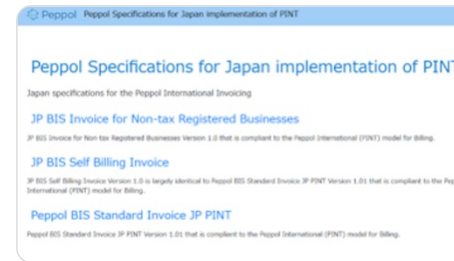 Peppol Peppol Specifications for Japan implementation of PINT
Peppol Specifications for Japan implementation of PIN
Japan specifications for the Peppol International Invoicing
JP BIS Invoice for Non-tax Registered Businesses
JP BIS Invoice for Non tax Registered Businesses Version 1.0 that is compliant to the Peppol International (PINT) model for Billing.
JP BIS Self Billing Invoice
JP BIS Self Billing Invoice Version 1.0 is largely identical to Peppol BIS Standard Invoice JP PINT Version 1.01 that is compliant to the
International (PINT) model for Billing.
Peppol BIS Standard Invoice JP PINT
Peppol BIS Standard Invoice JP PINT Version 1.01 that is compliant to the Peppol International (PINT) model for Billing.